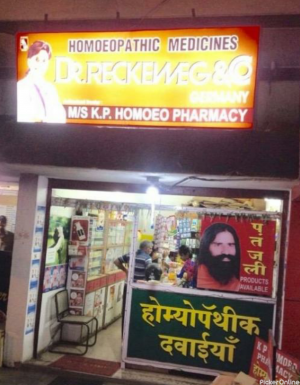 HOMOEOPATHIC MEDICINES
DR.RECKEWEG & CO
GERMANY
M/S K.P. HOMOEO PHARMACY
पतंजली
PRODUCTS
AVAILABLE
होम्योपॅथीक
दवाईयाँ
K P
PickerOnline